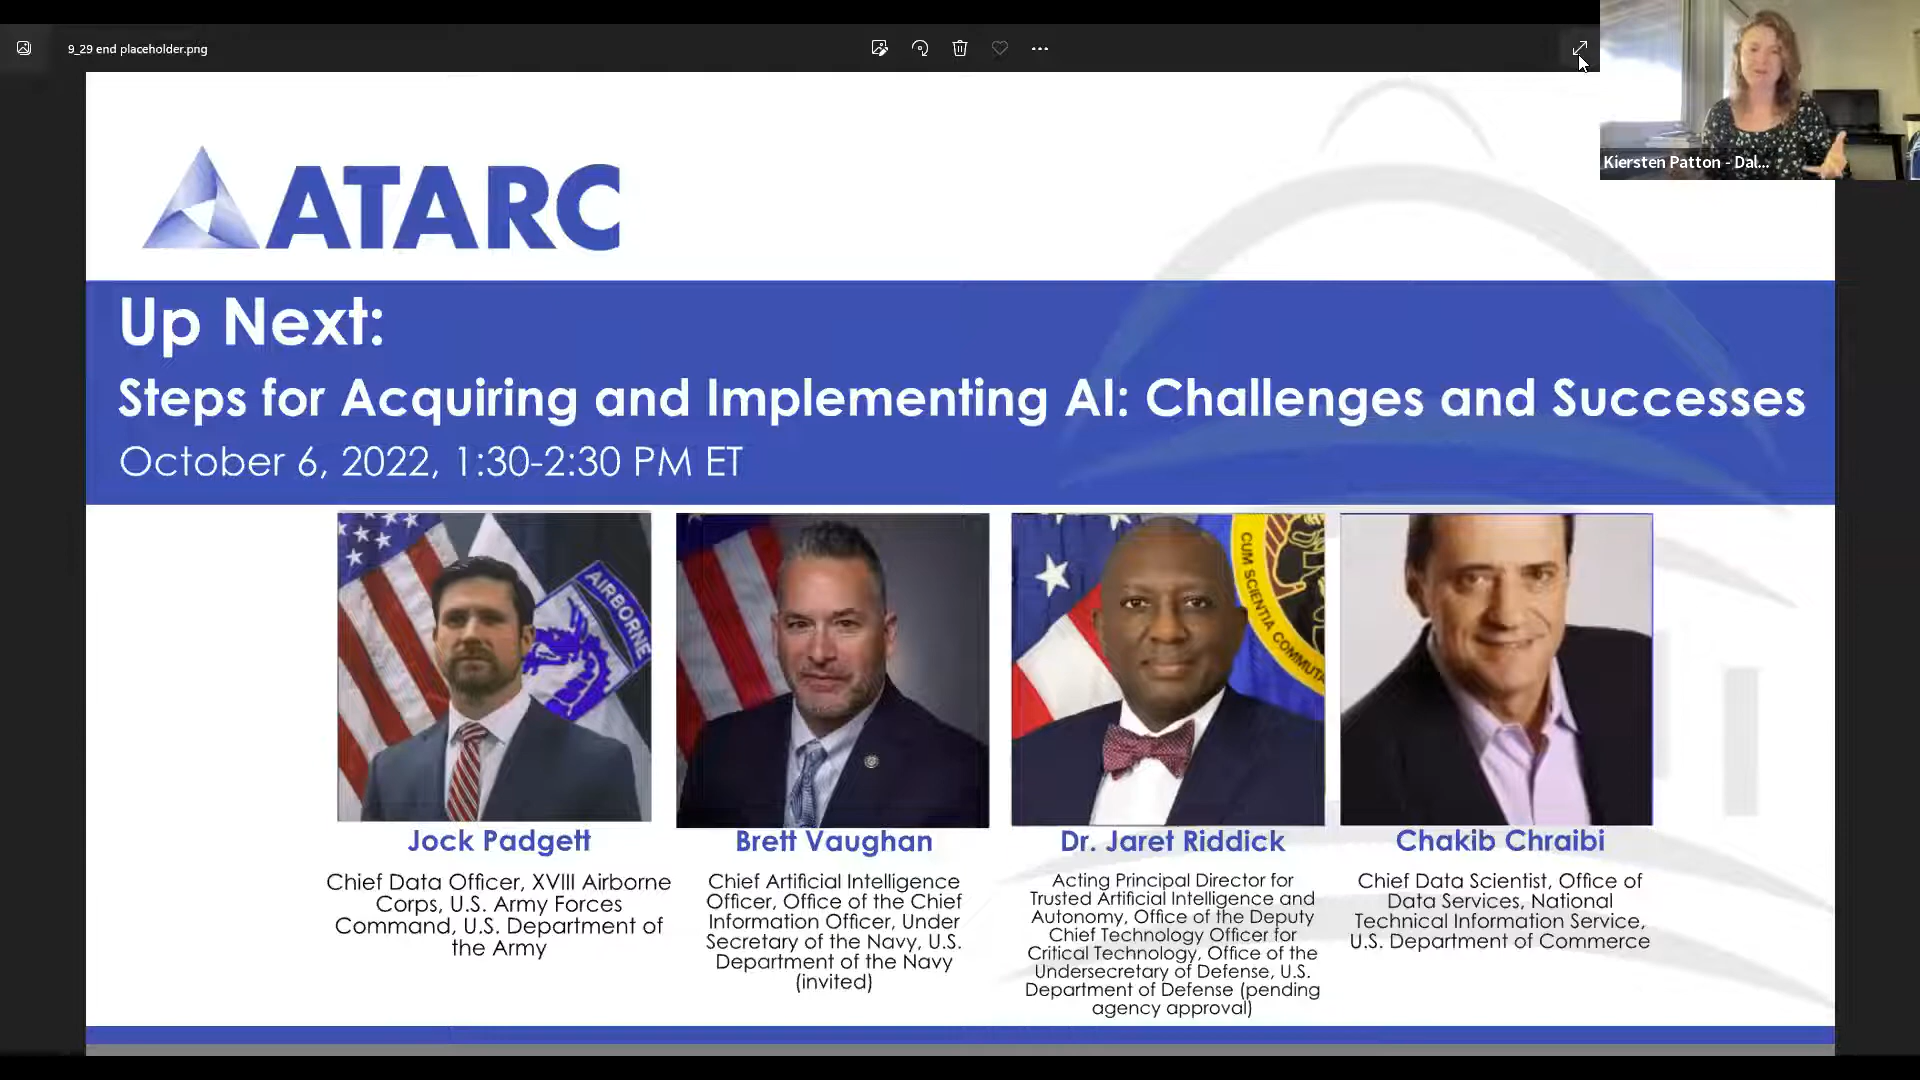 9_29 end placeholder.png
Kiersten Patton - Dal...
ATARC
Up Next:
Steps for Acquiring and Implementing AI: Challenges and Successes
October 6, 2022, 1:30-2:30 PM ET
AIRBORNE
CUM SCIENTIA COMMUTA
Jock Padgett
Chief Data Officer, XVIII Airborne
Corps, U.S. Army Forces
Command, U.S. Department of
the Army
Brett Vaughan
Chief Artificial Intelligence
Officer, Office of the Chief
Information Officer, Under
Secretary of the Navy, U.S.
Department of the Navy
(invited)
Dr. Jaret Riddick
Acting Principal Director for
Trusted Artificial Intelligence and
Autonomy, Office of the Deputy
Chief Technology Officer for
Critical Technology, Office of the
Undersecretary of Defense, U.S.
Department of Defense (pending
agency approval)
Chakib Chraibi
Chief Data Scientist, Office of
Data Services, National
Technical Information Service,
U.S. Department of Commerce